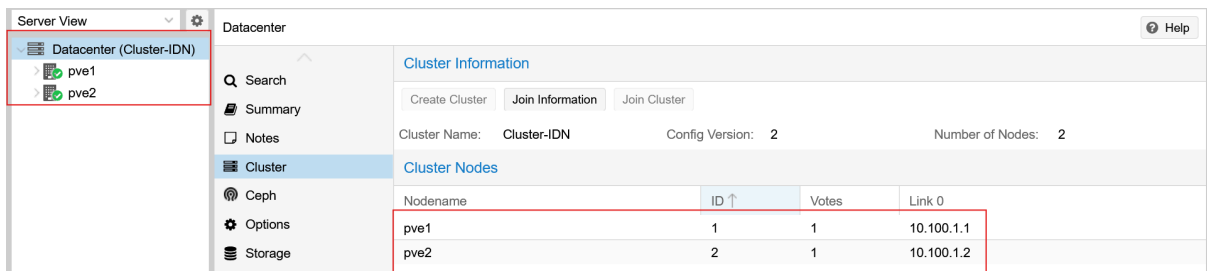 Server View
Datacenter (Cluster-IDN)
pve1
pve2
Datacenter
Help
Search
Summary
Notes
Cluster
Ceph
Options
Storage
Cluster Information
Create Cluster Join Information Join Cluster
Cluster Name: Cluster-IDN Config Version: 2 Number of Nodes: 2
Cluster Nodes
Nodename ID↑ Votes Link 0
pve1 1 1 10.100.1.1
pve2 2 1 10.100.1.2